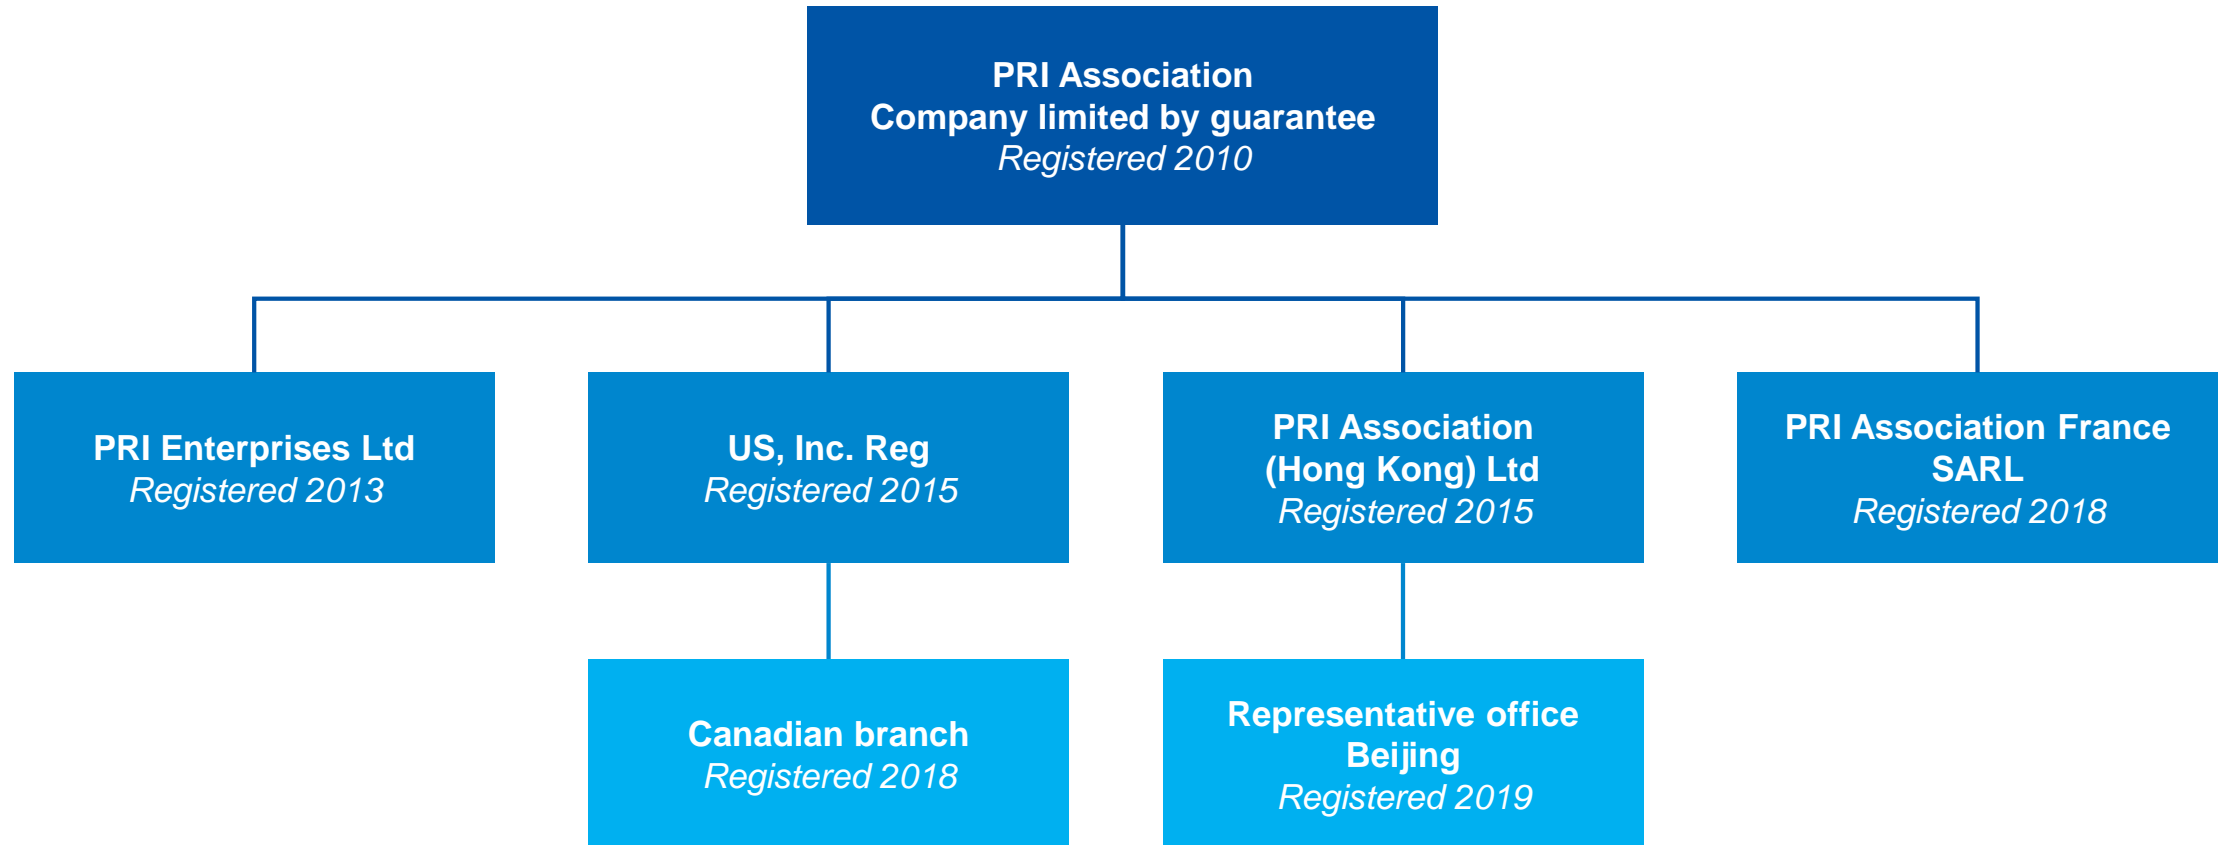 PRI Association
Company limited by guarantee
Registered 2010
PRI Enterprises Ltd
Registered 2013
US, Inc. Reg
Registered 2015
PRI Association
(Hong Kong) Ltd
Registered 2015
PRI Association France
SARL
Registered 2018
Canadian branch
Registered 2018
Representative office
Beijing
Registered 2019